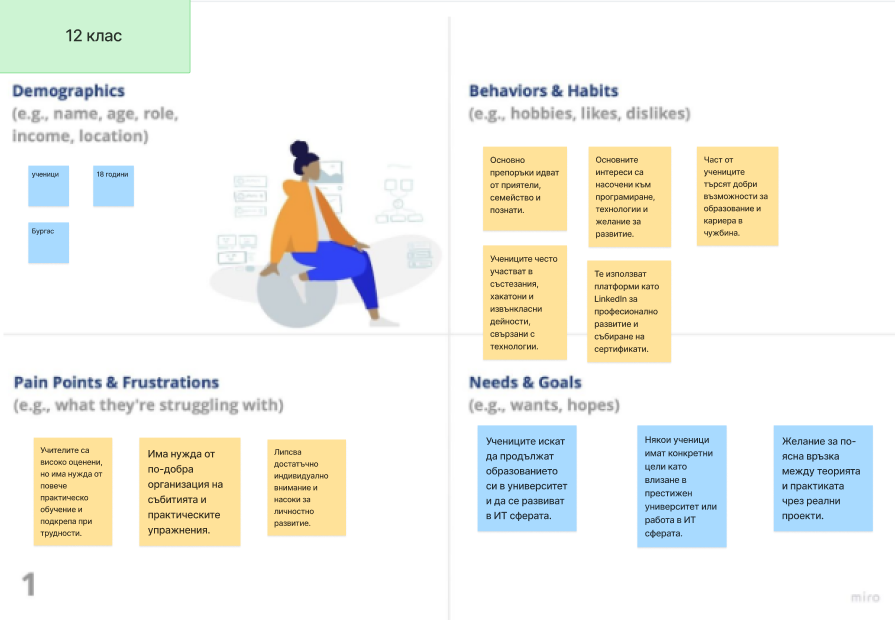 12 клас
Demographics
(e.g., name, age, role,
income, location)
ученици
18 години
Бургас
Behaviors & Habits
(e.g., hobbies, likes, dislikes)
Основно
препоръки идват
от приятели,
семейство и
познати.
Основните
интереси са
насочени към
програмиране,
технологии и
желание за
развитие.
Част от
учениците
търсят добри
възможности за
образование и
кариера в
чужбина.
Учениците често
участват в
състезания,
хакатони и
извънкласни
дейности,
свързани с
технологии.
Те използват
платформи като
LinkedIn за
професионално
развитие и
събиране на
сертификати.
Pain Points & Frustrations
(e.g., what they're struggling with)
Учителите са
високо оценени,
но има нужда от
повече
практическо
обучение и
подкрепа при
трудности.
Има нужда от
по-добра
организация на
събитията и
практическите
упражнения.
Липсва
достатъчно
индивидуално
внимание и
насоки за
личностно
развитие.
Needs & Goals
(e.g., wants, hopes)
Учениците искат
да продължат
образованието
си в университет
и да се развиват
в ИТ сферата.
Някои ученици
имат конкретни
цели като
влизане в
престижен
университет или
работа в ИТ
сферата.
Желание за по-
ясна връзка
между теорията
и практиката
чрез реални
проекти.
1
miro